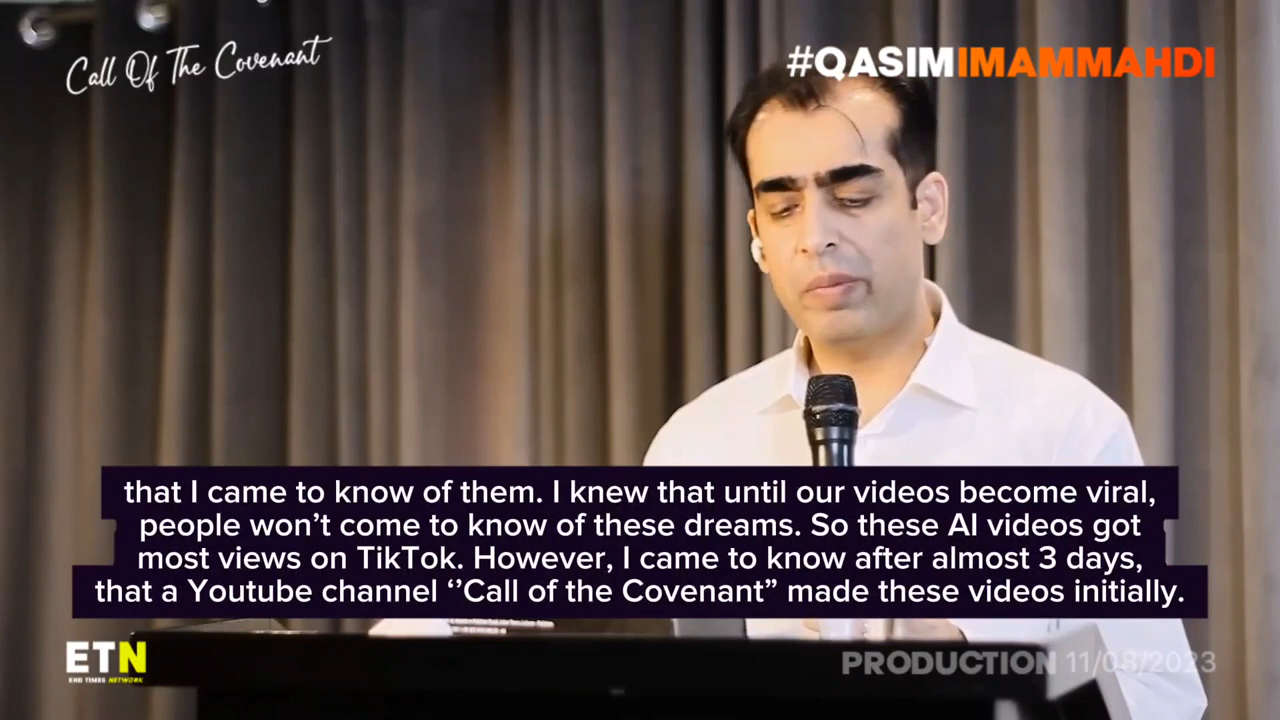 Call Of The Covenant
#QASIMIMAMMAHDI
that I came to know of them. I knew that until our videos become viral,
people won’t come to know of these dreams. So these AI videos got
most views on TikTok. However, I came to know after almost 3 days,
that a Youtube channel ‘’Call of the Covenant” made these videos initially.
ETN
END TIMES NETWORK
PRODUCTION 11/08/2023